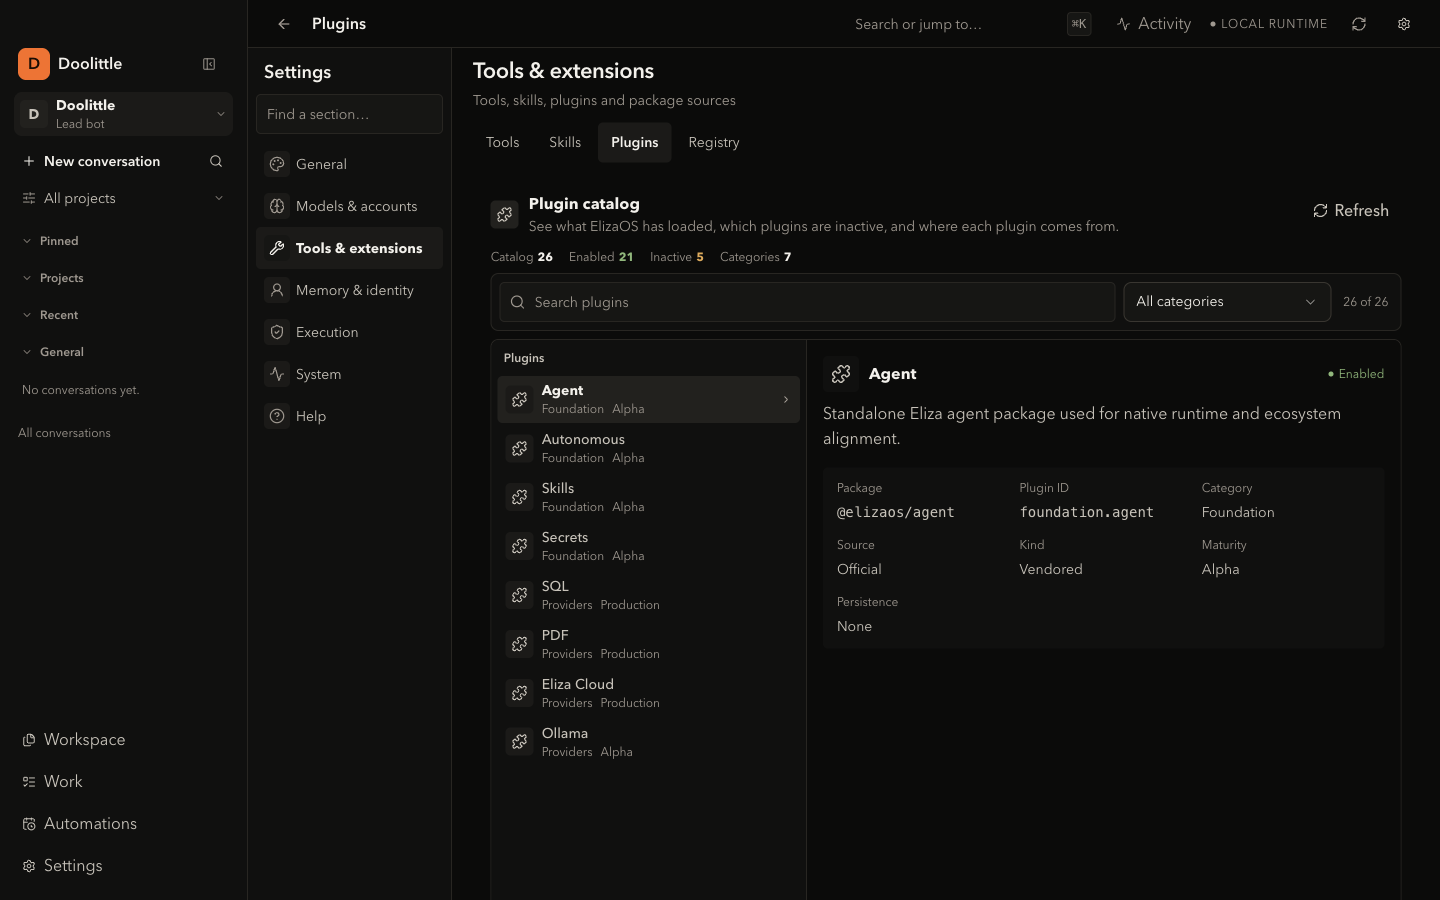 Plugins
Search or jump to…
⌘K
Activity
LOCAL RUNTIME
D
Doolittle
D
Doolittle
Lead bot
New conversation
All projects
Pinned
Projects
Recent
General
No conversations yet.
All conversations
Workspace
Work
Automations
Settings
Settings
Find a section…
General
Models & accounts
Tools & extensions
Memory & identity
Execution
System
Help
Tools & extensions
Tools, skills, plugins and package sources
Tools Skills Plugins Registry
Plugin catalog
See what ElizaOS has loaded, which plugins are inactive, and where each plugin comes from.
Refresh
Catalog 26 Enabled 21 Inactive 5 Categories 7
Search plugins
All categories
26 of 26
Plugins
Agent
Foundation Alpha
Autonomous
Foundation Alpha
Skills
Foundation Alpha
Secrets
Foundation Alpha
SQL
Providers Production
PDF
Providers Production
Eliza Cloud
Providers Production
Ollama
Providers Alpha
Agent
Enabled
Standalone Eliza agent package used for native runtime and ecosystem
alignment.
Package Plugin ID Category
@elizaos/agent foundation.agent Foundation
Source Kind Maturity
Official Vendored Alpha
Persistence
None